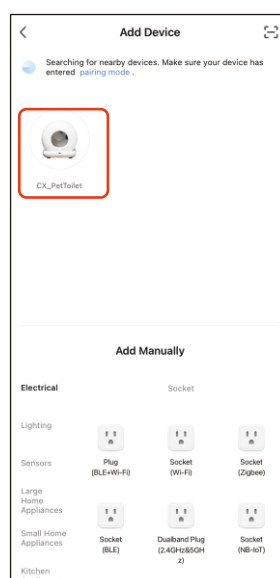 Add Device
Searching for nearby devices. Make sure your device has
entered pairing mode .
CX_PetToilet
Add Manually
Electrical
Socket
Lighting
Plug
(BLE+Wi-Fi)
Socket
(Wi-Fi)
Socket
(Zigbee)
Sensors
Large
Home
Appliances
Small Home
Appliances
Socket
(BLE)
Dualband Plug
(2.4GHz&5GH
z)
Socket
(NB-IoT)
Kitchen